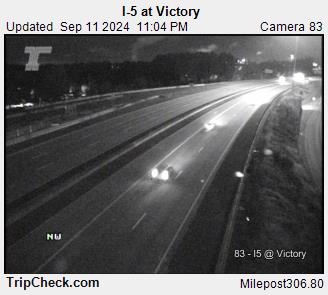 I-5 at Victory
Updated Sep 11 2024 11:04 PM Camera 83
T
NW
83 - I5 @ Victory
TripCheck.com Milepost306.80